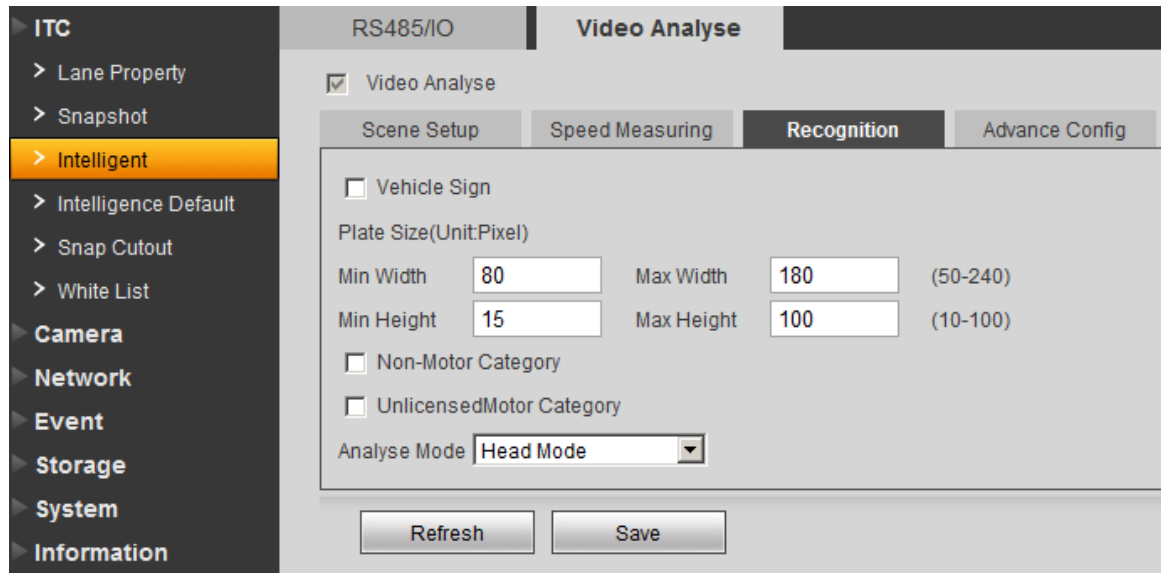 ITC
Lane Property
Snapshot
Intelligent
Intelligence Default
Snap Cutout
White List
Camera
Network
Event
Storage
System
Information
RS485/IO Video Analyse
Video Analyse
Scene Setup Speed Measuring Recognition Advance Config
Vehicle Sign
Plate Size(Unit:Pixel)
Min Width 80 Max Width 180 (50-240)
Min Height 15 Max Height 100 (10-100)
Non-Motor Category
UnlicensedMotor Category
Analyse Mode Head Mode
Refresh Save